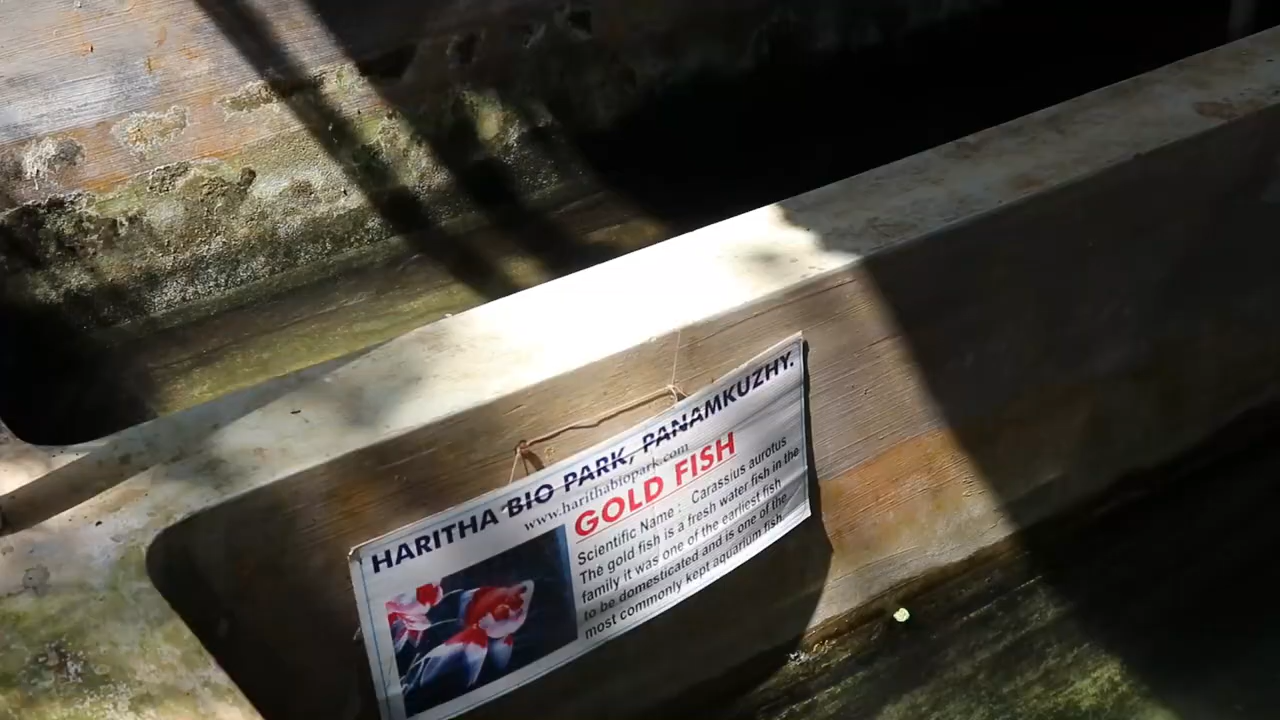 HARITHA BIO PARK, PANAMKUZHY.
www.harithabiopark.com
GOLD FISH
Scientific Name : Carassius aurotus
The gold fish is a fresh water fish in the
family it was one of the earliest fish
to be domesticated and is one of the
most commonly kept aquarium fish.